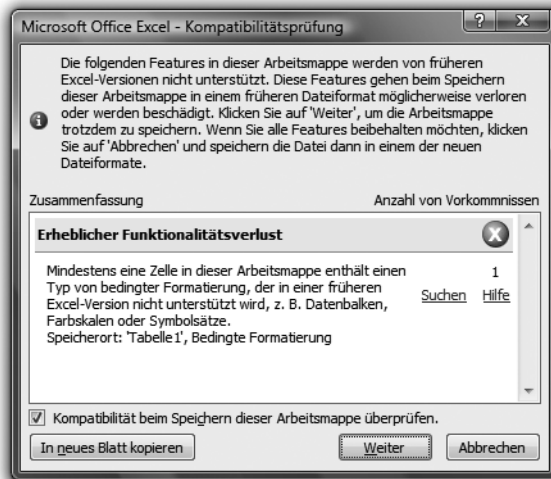 Microsoft Office Excel - Kompatibilitätsprüfung
Die folgenden Features in dieser Arbeitsmappe werden von früheren
Excel-Versionen nicht unterstützt. Diese Features gehen beim Speichern
dieser Arbeitsmappe in einem früheren Dateiformat möglicherweise verloren
oder werden beschädigt. Klicken Sie auf 'Weiter', um die Arbeitsmappe
trotzdem zu speichern. Wenn Sie alle Features beibehalten möchten, klicken
Sie auf 'Abbrechen' und speichern die Datei dann in einem der neuen
Dateiformate.
Zusammenfassung Anzahl von Vorkommnissen
Erheblicher Funktionalitätsverlust
Mindestens eine Zelle in dieser Arbeitsmappe enthält einen 1
Typ von bedingter Formatierung, der in einer früheren
Excel-Version nicht unterstützt wird, z. B. Datenbalken, Suchen Hilfe
Farbskalen oder Symbolsätze.
Speicherort: 'Tabelle1', Bedingte Formatierung
Kompatibilität beim Speichern dieser Arbeitsmappe überprüfen.
In neues Blatt kopieren Weiter Abbrechen